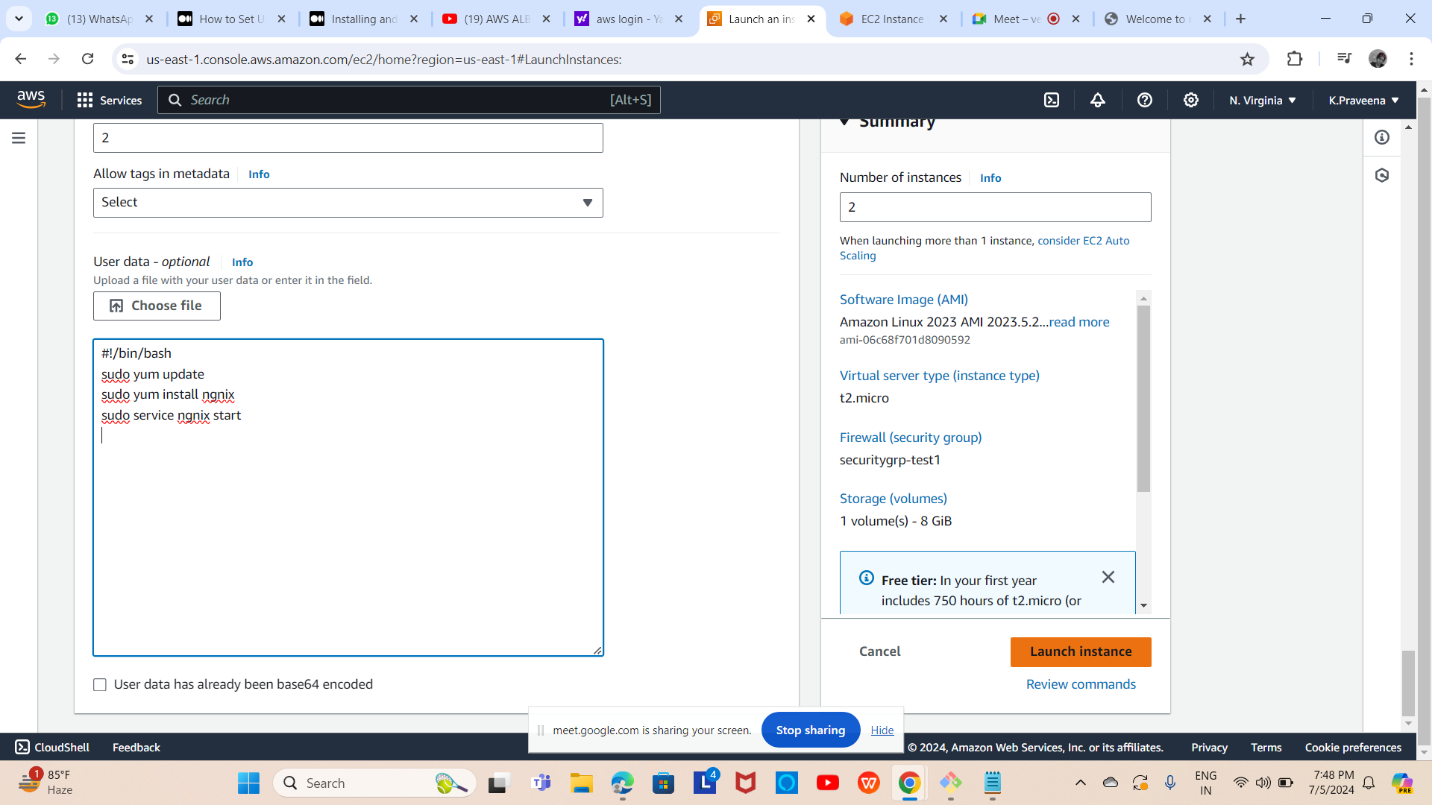 (13) WhatsAp
How to Set U
Installing and
(19) AWS ALB
aws login - Ya
Launch an ins
EC2 Instance
Meet – ve
Welcome to n
us-east-1.console.aws.amazon.com/ec2/home?region=us-east-1#LaunchInstances:
aws
Services
Search
[Alt+S]
N. Virginia
K.Praveena
2
Allow tags in metadata
Info
Select
User data - optional
Info
Upload a file with your user data or enter it in the field.
Choose file
#!/bin/bash
sudo yum update
sudo yum install ngnix
sudo service ngnix start
User data has already been base64 encoded
Summary
Number of instances
Info
2
When launching more than 1 instance, consider EC2 Auto
Scaling
Software Image (AMI)
Amazon Linux 2023 AMI 2023.5.2...read more
ami-06c68f701d8090592
Virtual server type (instance type)
t2.micro
Firewall (security group)
securitygrp-test1
Storage (volumes)
1 volume(s) - 8 GiB
Free tier: In your first year
includes 750 hours of t2.micro (or
Cancel
Launch instance
Review commands
meet.google.com is sharing your screen.
Stop sharing
Hide
CloudShell
Feedback
© 2024, Amazon Web Services, Inc. or its affiliates.
Privacy
Terms
Cookie preferences
1
85°F
Haze
Search
4
ENG
IN
7:48 PM
7/5/2024
PRE